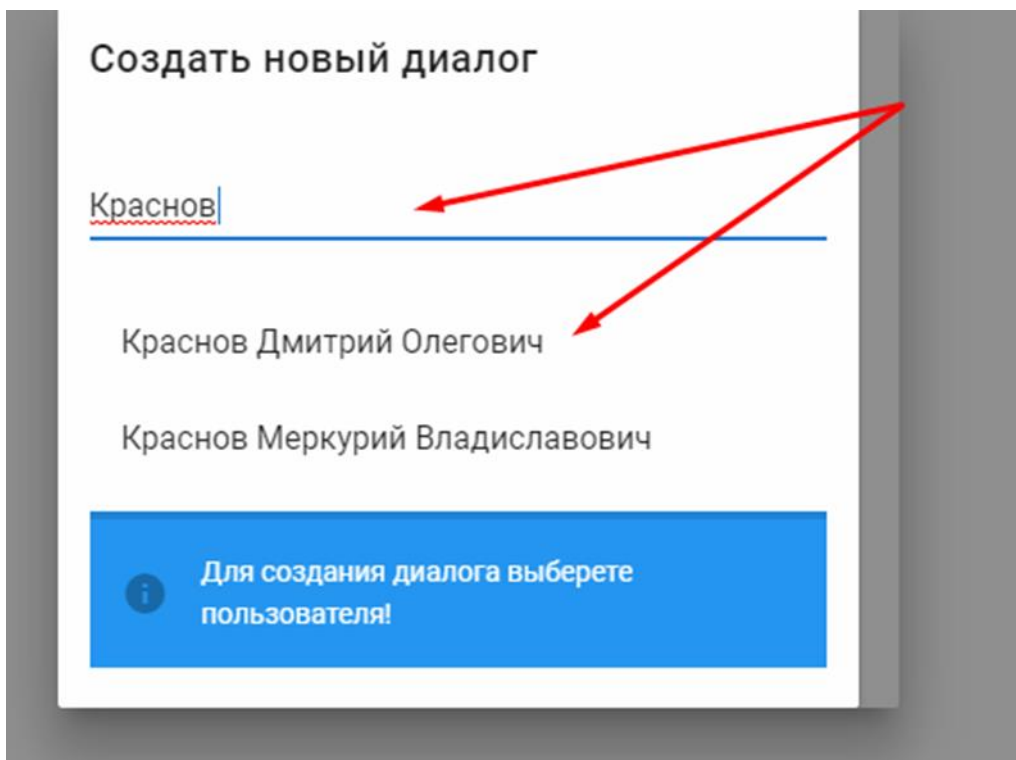 Создать новый диалог
Краснов
Краснов Дмитрий Олегович
Краснов Меркурий Владиславович
Для создания диалога выберете
пользователя!